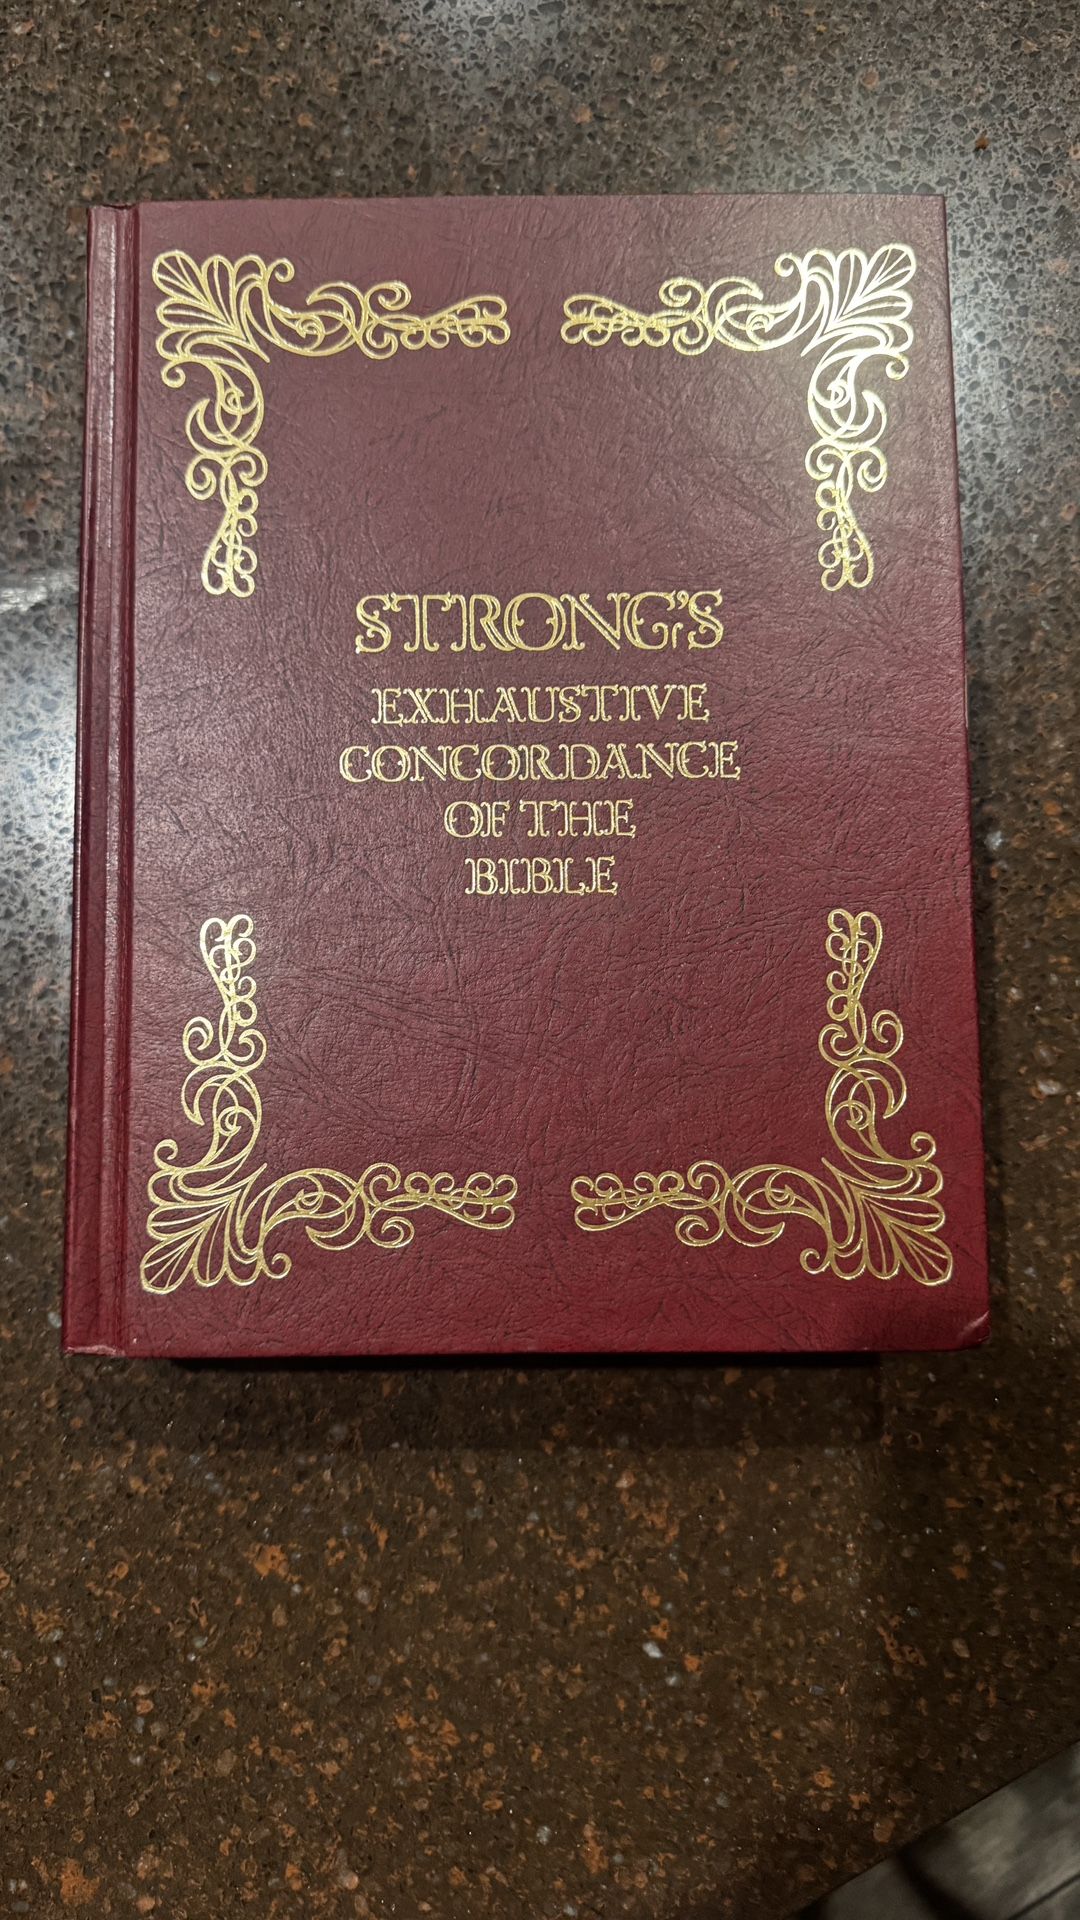 STRONG'S
EXHAUSTIVE
CONCORDANCE
OF THE
BIBLE